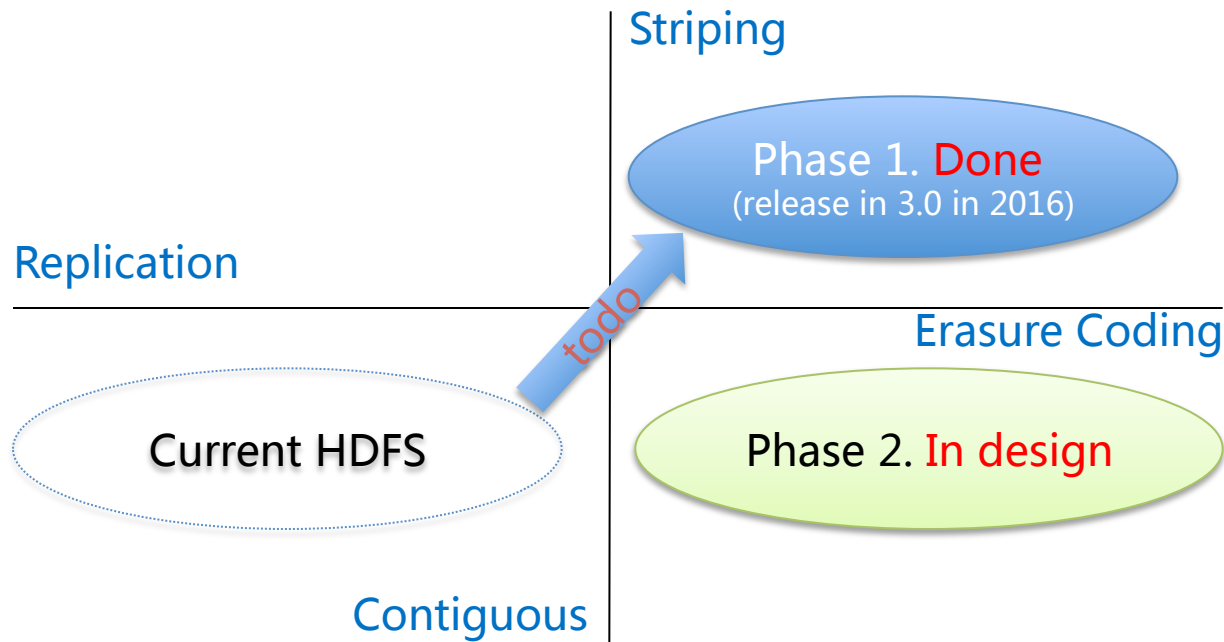 Striping
Phase 1. Done
(release in 3.0 in 2016)
Replication
todo
Erasure Coding
Current HDFS
Phase 2. In design
Contiguous